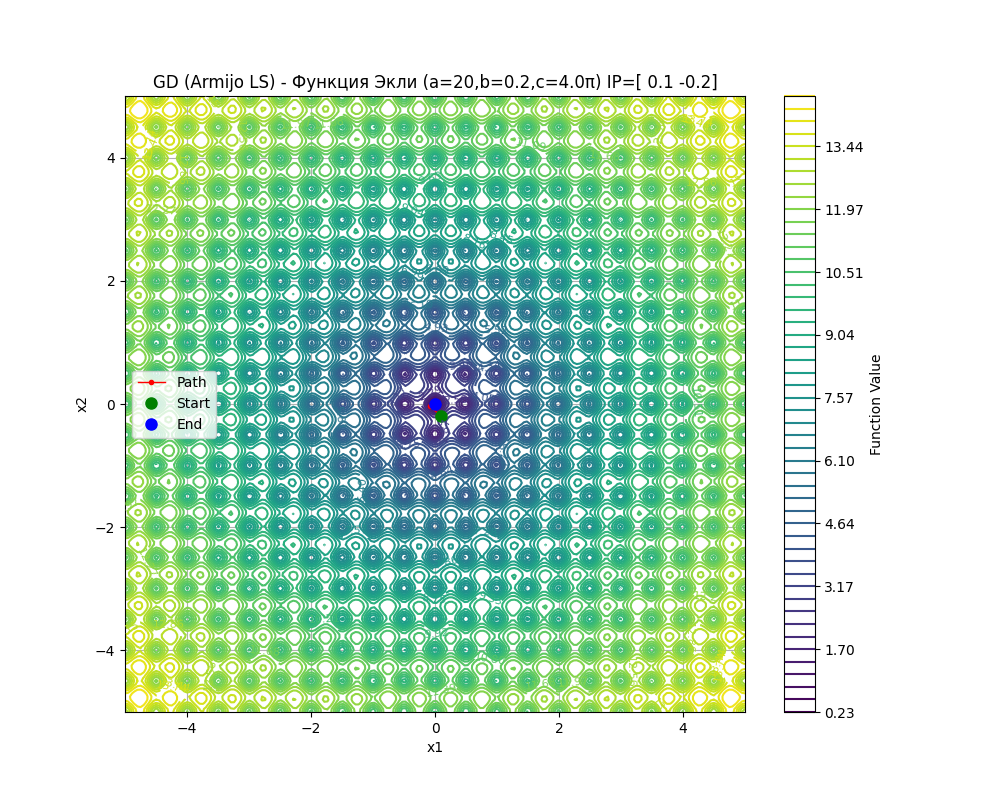 GD (Armijo LS) - Функция Экли (a=20,b=0.2,c=4.0π) IP=[ 0.1 -0.2]
x2
4
2
0
−2
−4
−4
−2
0
2
4
x1
Path
Start
End
13.44
11.97
10.51
9.04
7.57
6.10
4.64
3.17
1.70
0.23
Function Value